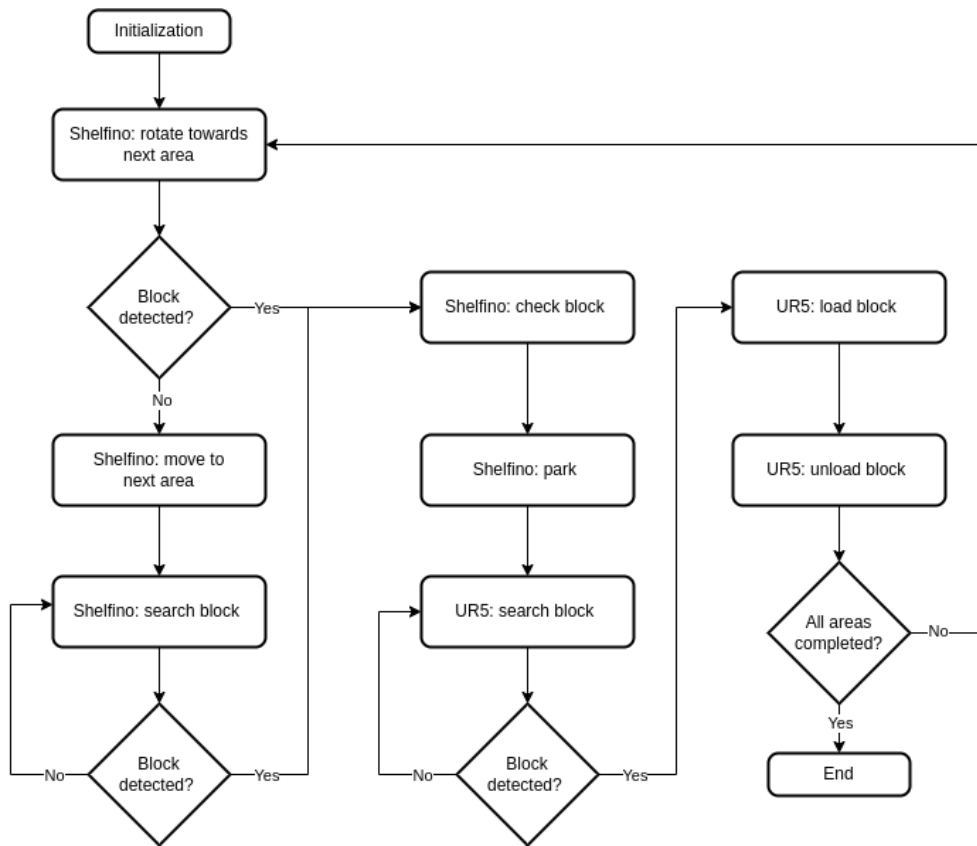 Initialization
Shelfino: rotate towards
next area
Block
detected?
Yes
No
Shelfino: move to
next area
Shelfino: search block
Block
detected?
No
Yes
Shelfino: check block
Shelfino: park
UR5: search block
Block
detected?
No
Yes
UR5: load block
UR5: unload block
All areas
completed?
No
Yes
End